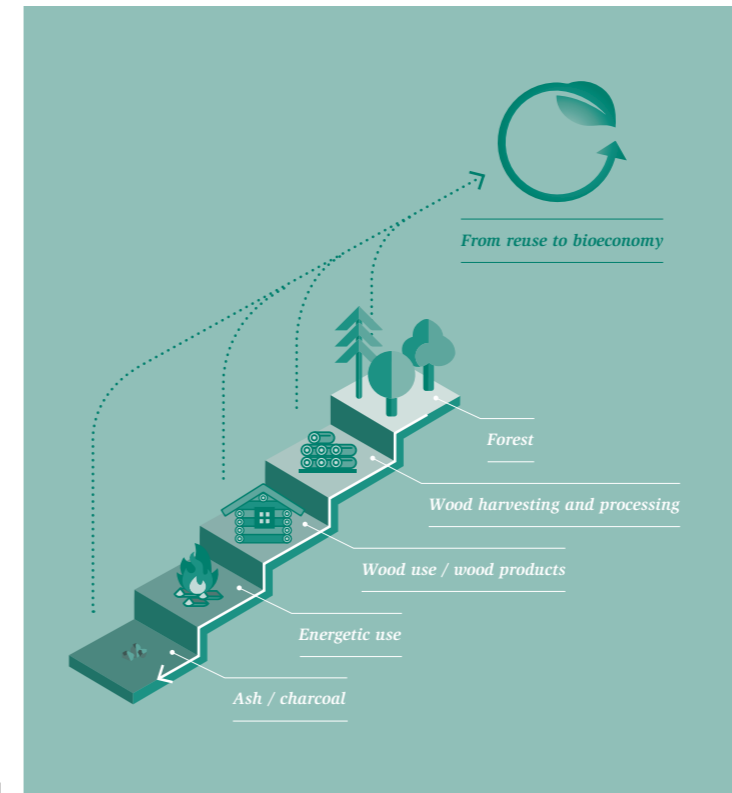 From reuse to bioeconomy
Forest
Wood harvesting and processing
Wood use / wood products
Energetic use
Ash / charcoal